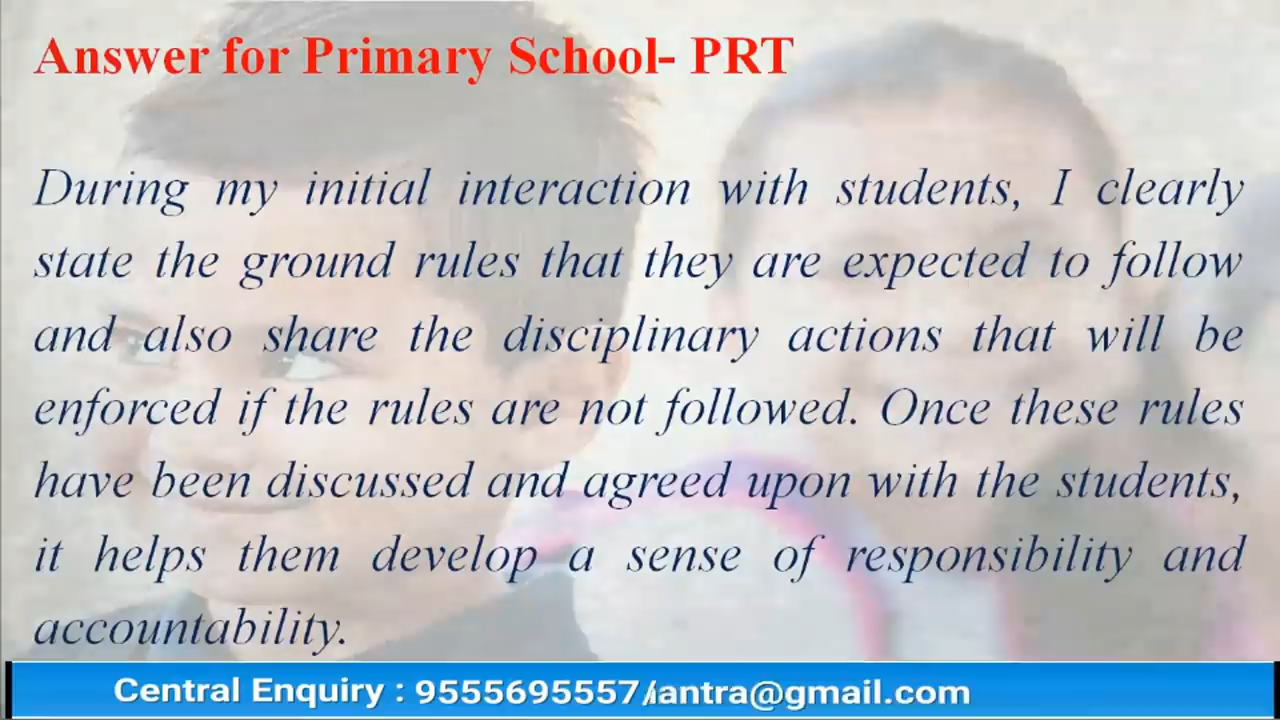 Answer for Primary School- PRT
During my initial interaction with students, I clearly
state the ground rules that they are expected to follow
and also share the disciplinary actions that will be
enforced if the rules are not followed. Once these rules
have been discussed and agreed upon with the students,
it helps them develop a sense of responsibility and
accountability.
Central Enquiry : 9555695557/iantra@gmail.com